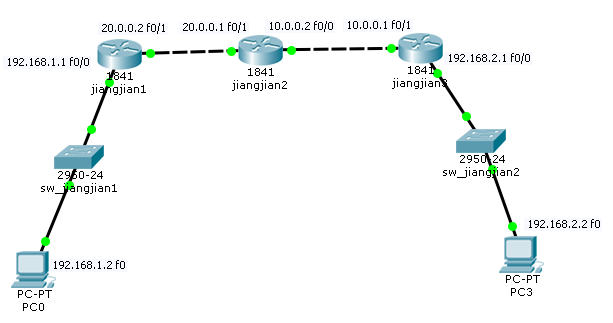 20.0.0.2 f0/1
20.0.0.1 f0/1
10.0.0.2 f0/0
10.0.0.1 f0/1
192.168.1.1 f0/0
192.168.2.1 f0/0
1841
jiangjian1
1841
jiangjian2
1841
jiangjian3
2950-24
sw_jiangjian1
2950-24
sw_jiangjian2
192.168.1.2 f0
192.168.2.2 f0
PC-PT
PC0
PC-PT
PC3